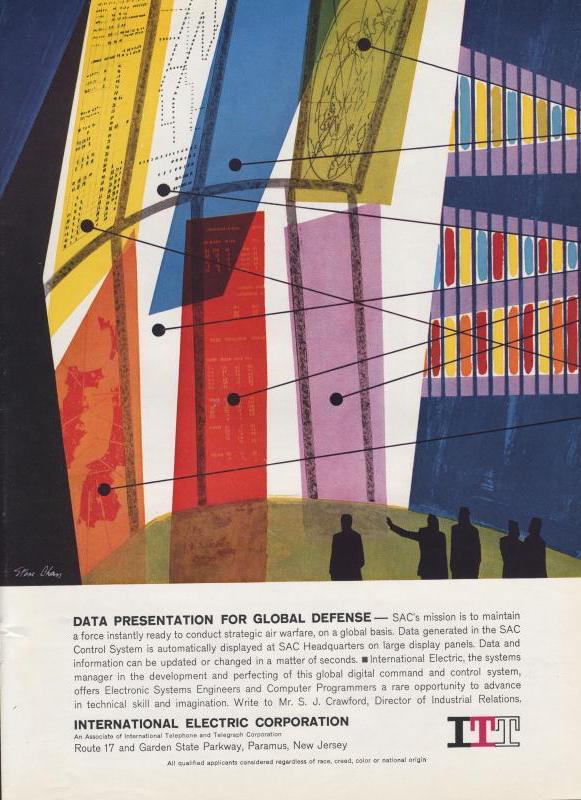 Steve Chan
DATA PRESENTATION FOR GLOBAL DEFENSE — SAC's mission is to maintain
a force instantly ready to conduct strategic air warfare, on a global basis. Data generated in the SAC
Control System is automatically displayed at SAC Headquarters on large display panels. Data and
information can be updated or changed in a matter of seconds. ■ International Electric, the systems
manager in the development and perfecting of this global digital command and control system,
offers Electronic Systems Engineers and Computer Programmers a rare opportunity to advance
in technical skill and imagination. Write to Mr. S. J. Crawford, Director of Industrial Relations.
INTERNATIONAL ELECTRIC CORPORATION
An Associate of International Telephone and Telegraph Corporation
Route 17 and Garden State Parkway, Paramus, New Jersey
ITT
All qualified applicants considered regardless of race, creed, color or national origin